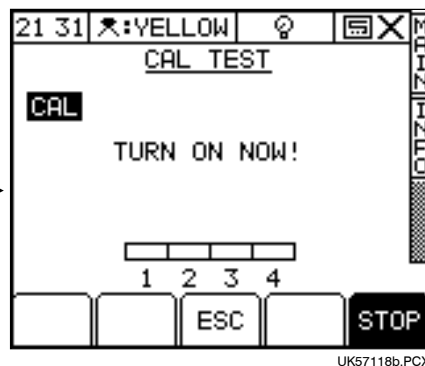 21 31 :YELLOW
MAIN
CAL TEST
CAL
INFO
TURN ON NOW!
1 2 3 4
ESC STOP
UK57118b.PCX